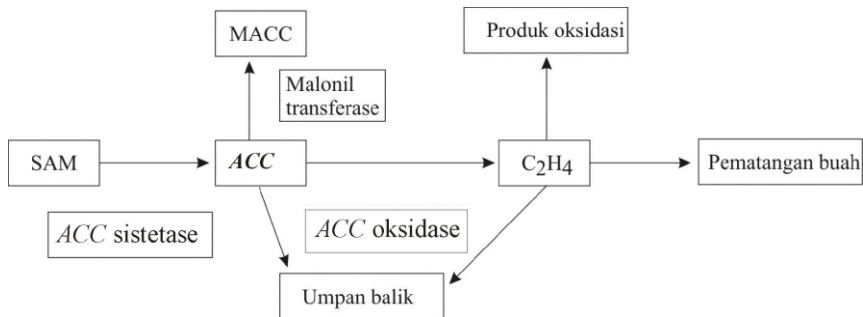 MACC
Produk oksidasi
Malonil
transferase
SAM
ACC
C2H4
Pematangan buah
ACC sistetase
ACC oksidase
Umpan balik